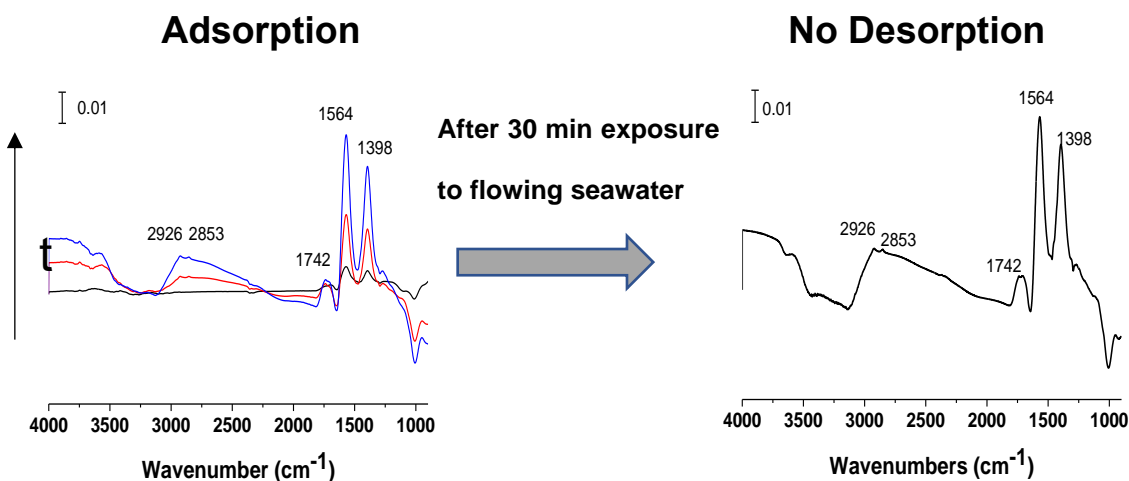 Adsorption
No Desorption
0.01
1564
1398
2926 2853
1742
t
4000 3500 3000 2500 2000 1500 1000
Wavenumber (cm-1)
After 30 min exposure
to flowing seawater
0.01
1564
1398
2926
2853
1742
4000 3500 3000 2500 2000 1500 1000
Wavenumbers (cm-1)